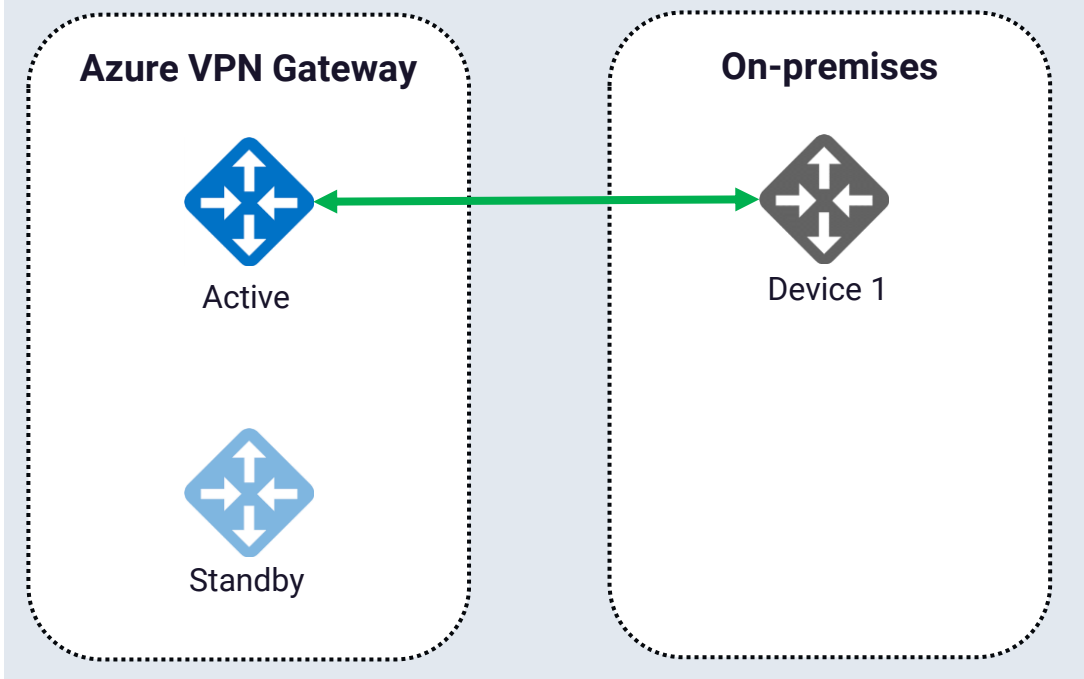 Azure VPN Gateway
On-premises
Active
Device 1
Standby